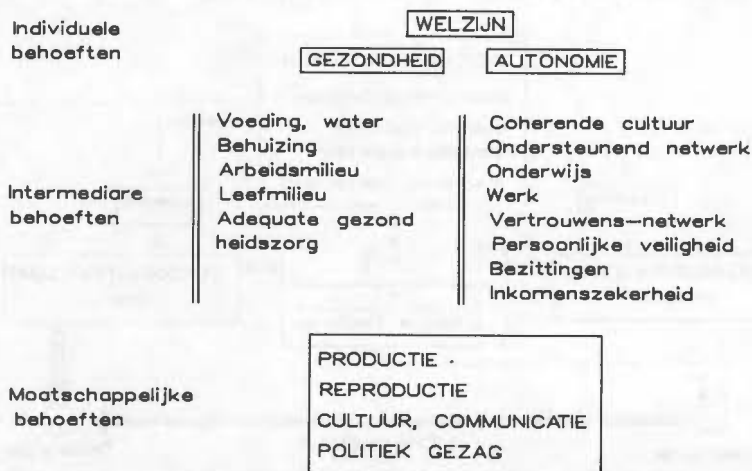 Individuele
behoeften
WELZIJN
GEZONDHEID AUTONOMIE
Intermediare
behoeften
Voeding, water
Behuizing
Arbeidsmilieu
Leefmilieu
Adequate gezond
heidszorg
Coherende cultuur
Ondersteunend netwerk
Onderwijs
Werk
Vertrouwens-netwerk
Persoonlijke veiligheid
Bezittingen
Inkomenszekerheid
Maatschappelijke
behoeften
PRODUCTIE
REPRODUCTIE
CULTUUR, COMMUNICATIE
POLITIEK GEZAG